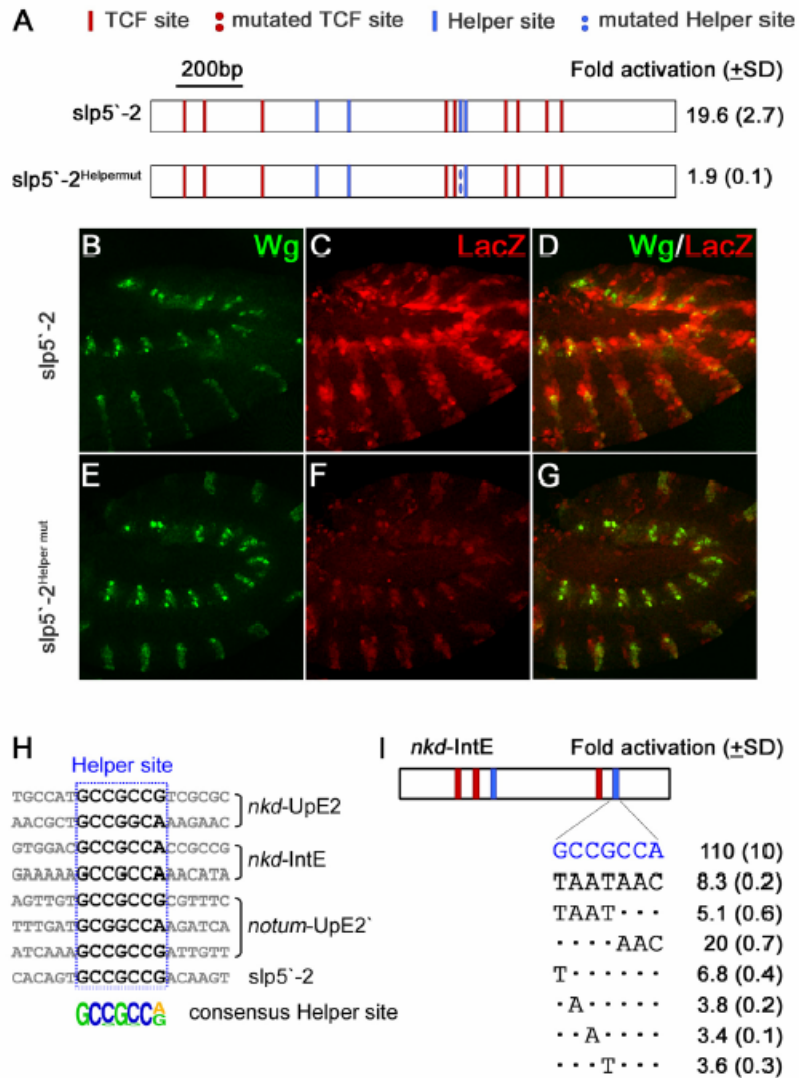 A TCF site mutated TCF site Helper site mutated Helper site
200bp Fold activation (±SD)
slp5`-2 19.6 (2.7)
slp5`-2Helpermut 1.9 (0.1)
B Wg C LacZ D Wg/LacZ
slp5`-2
E F G
slp5`-2Helper mut
H
Helper site
TGCCATGCCGCCGTCGCGC
AACGCTGCCGGCAAAGAAC
nkd-UpE2
GTGGACGCCGCCACCGCCG
GAAAAAGCCGCCAAACATA
nkd-IntE
AGTTGTGCCGCCGCGTTTC
TTTGATGCGGCCAAGATCA
ATCAAAGCCGCCGATTGTT
notum-UpE2`
CACAGTGCCGCCGACAAGT slp5`-2
GCCGCCA
G
consensus Helper site
I nkd-IntE Fold activation (±SD)
GCCGCCA 110 (10)
TAATAAC 8.3 (0.2)
TAAT··· 5.1 (0.6)
····AAC 20 (0.7)
T······ 6.8 (0.4)
·A····· 3.8 (0.2)
··A···· 3.4 (0.1)
···T··· 3.6 (0.3)